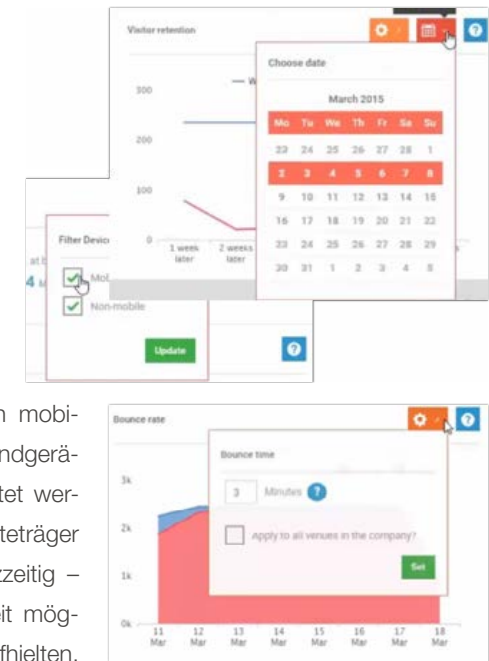 Visitor retention
Choose date
March 2015
Mo Tu We Th Fr Sa Su
23 24 25 26 27 28 1
2 3 4 5 6 7 8
9 10 11 12 13 14 15
16 17 18 19 20 21 22
23 24 25 26 27 28 29
30 31 1 2 3 4 5
300
200
100
0
1 week later
2 weeks later
Filter Devic
at
4
Mob
Non-mobile
Update
?
n mobi-
ndgerä-
tet wer-
teträger
zzeitig –
eit mög-
fhielten.
Bounce rate
?
Bounce time
3 Minutes ?
Apply to all venues in the company?
Set
3k
2k
1k
0k
11 Mar
12 Mar
13 Mar
14 Mar
15 Mar
16 Mar
17 Mar
18 Mar